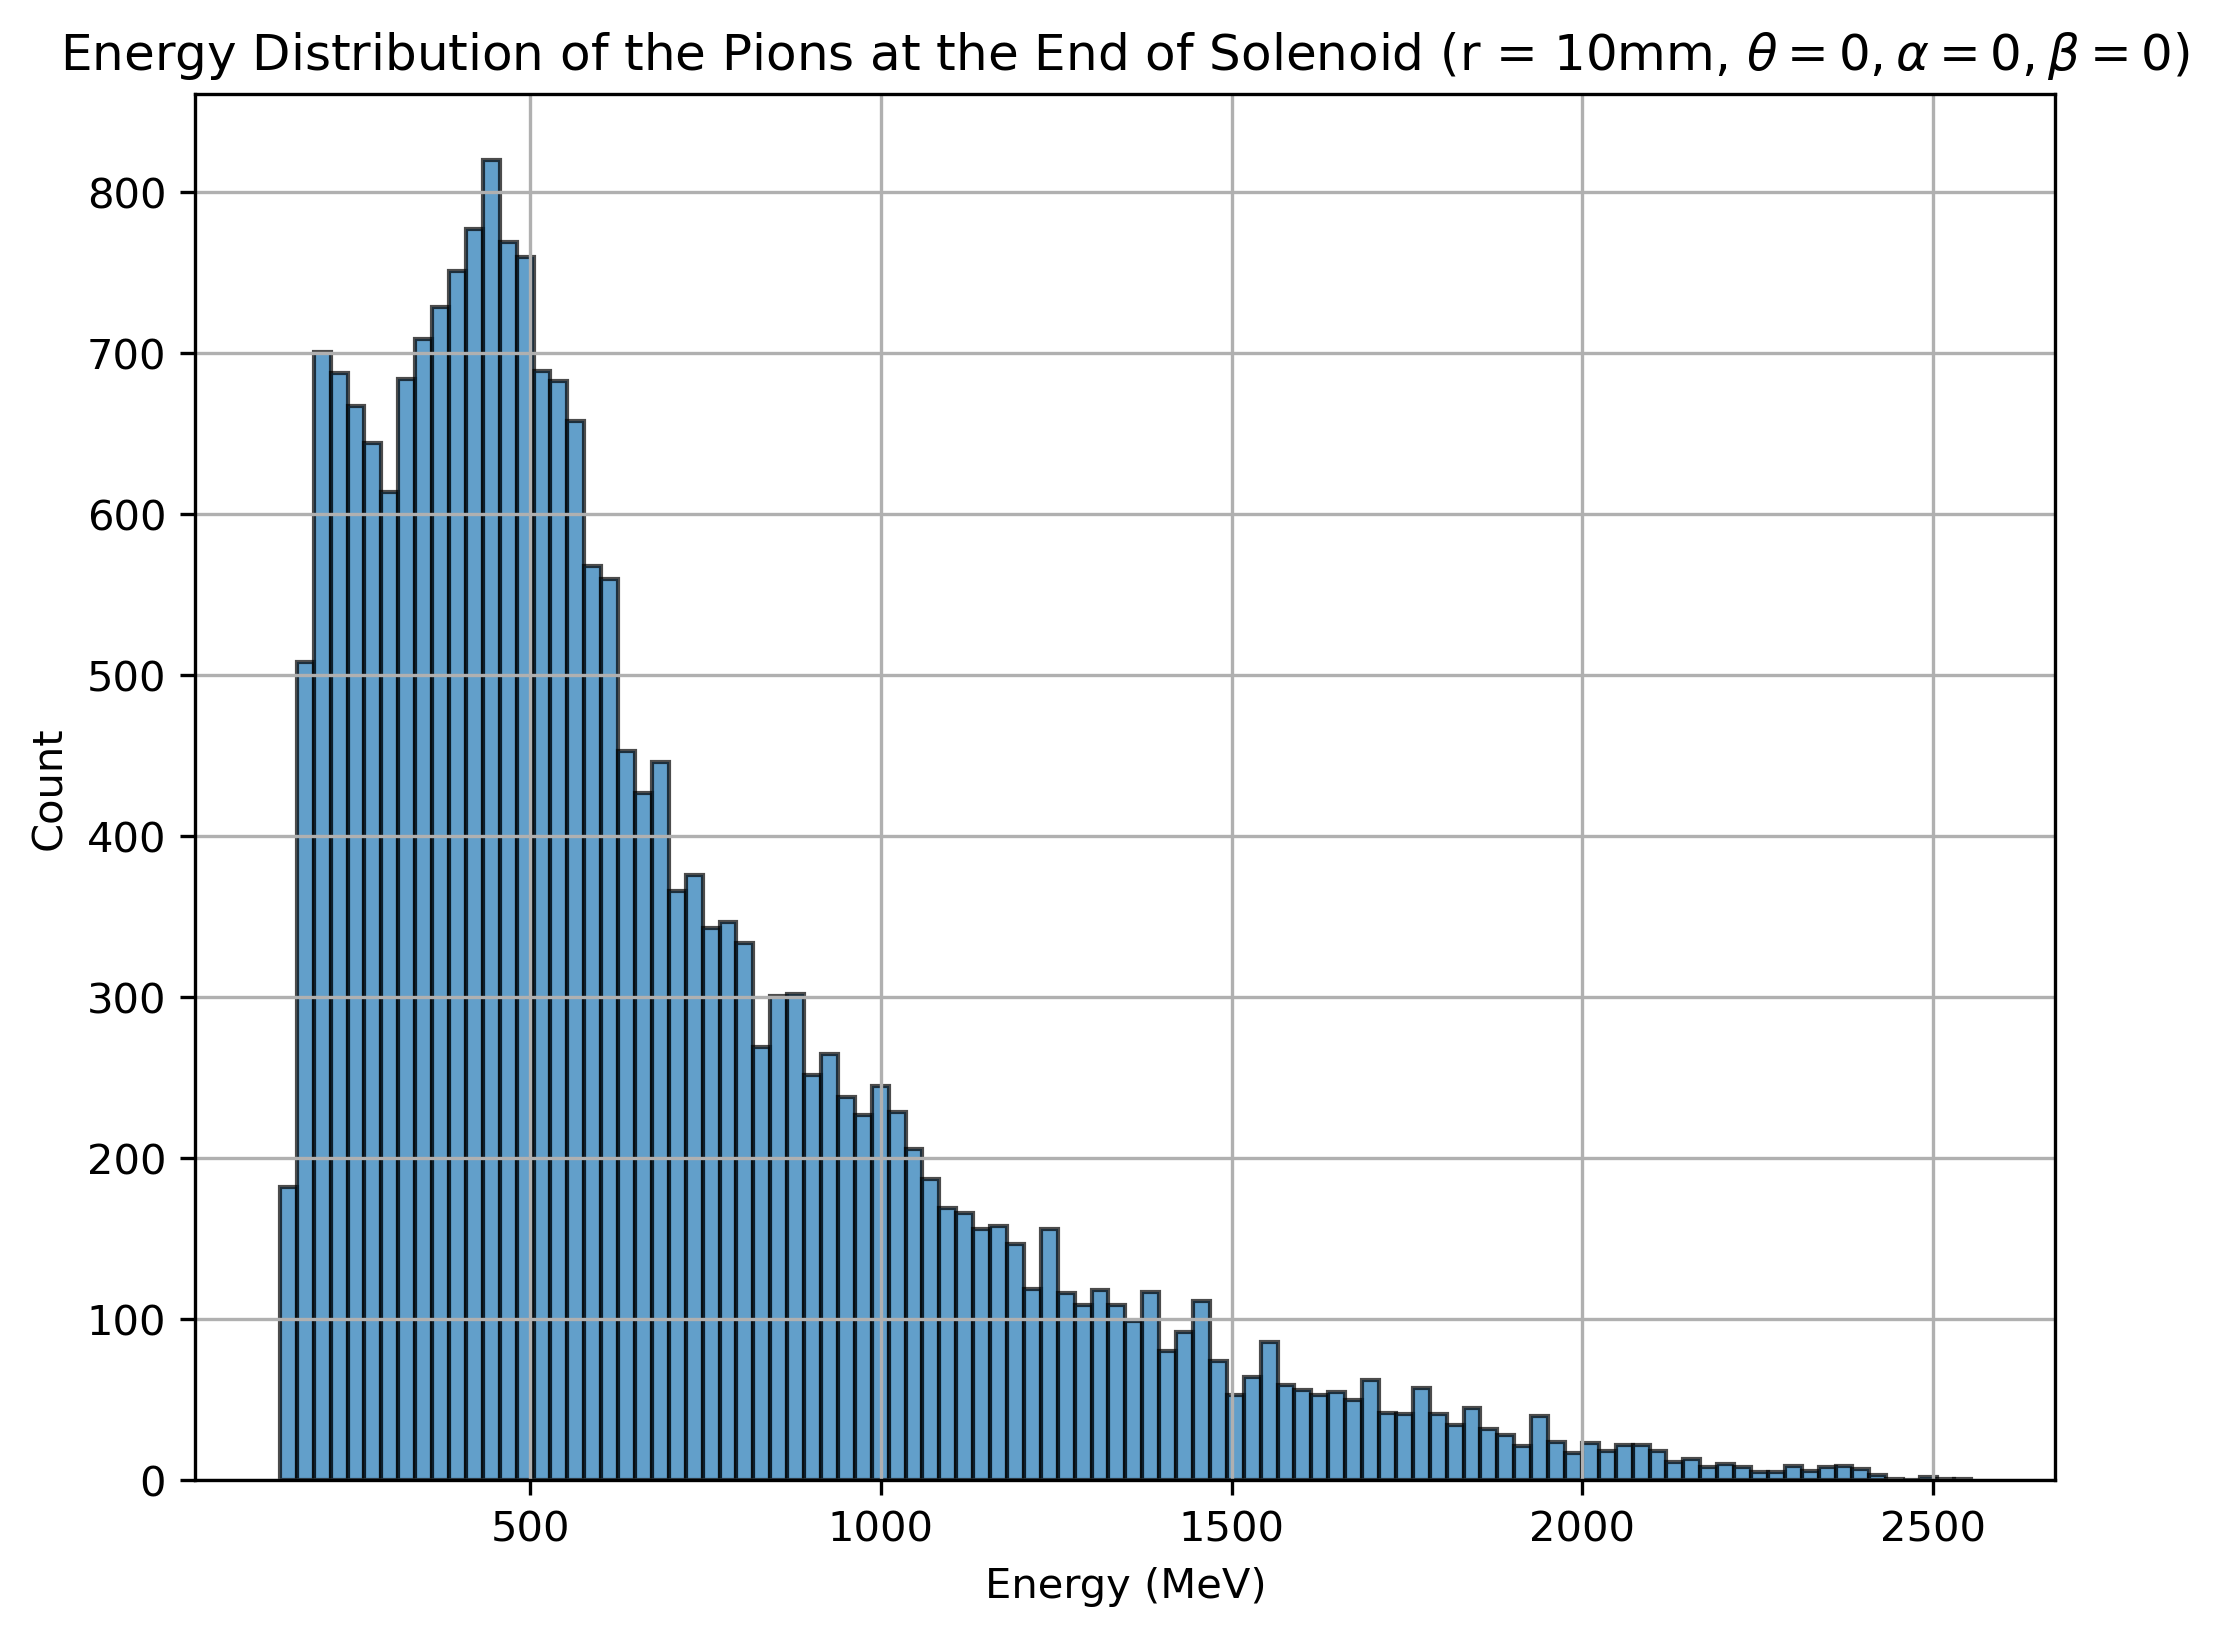 Energy Distribution of the Pions at the End of Solenoid (r = 10mm, θ = 0, α = 0, β = 0)
800
700
600
500
400
300
200
100
0
Count
500 1000 1500 2000 2500
Energy (MeV)